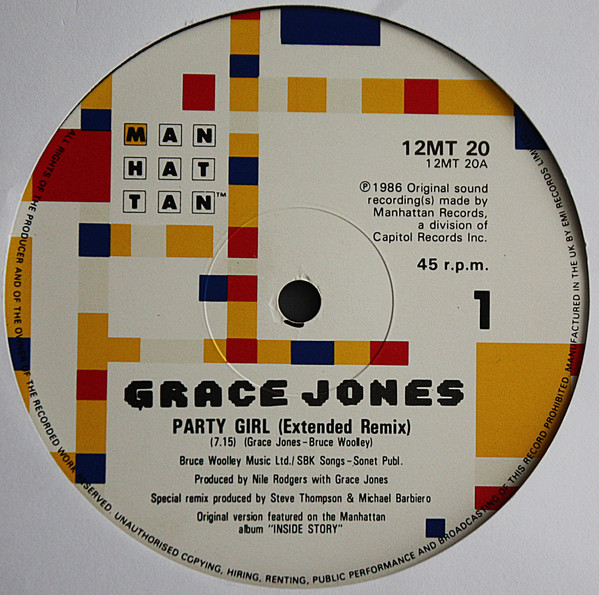 MAN
HAT
TAN™
12MT 20
12MT 20A
℗1986 Original sound
recording(s) made by
Manhattan Records,
a division of
Capitol Records Inc.
45 r.p.m.
1
GRACE JONES
PARTY GIRL (Extended Remix)
(7.15) (Grace Jones-Bruce Woolley)
Bruce Woolley Music Ltd./SBK Songs-Sonet Publ.
Produced by Nile Rodgers with Grace Jones
Special remix produced by Steve Thompson & Michael Barbiero
Original version featured on the Manhattan
album "INSIDE STORY"
ALL RIGHTS OF THE PRODUCER AND OF THE OWNER OF THE RECORDED WORK RESERVED. UNAUTHORISED COPYING, HIRING, RENTING, PUBLIC PERFORMANCE AND BROADCASTING OF THIS RECORD PROHIBITED. MANUFACTURED IN THE UK BY EMI RECORDS